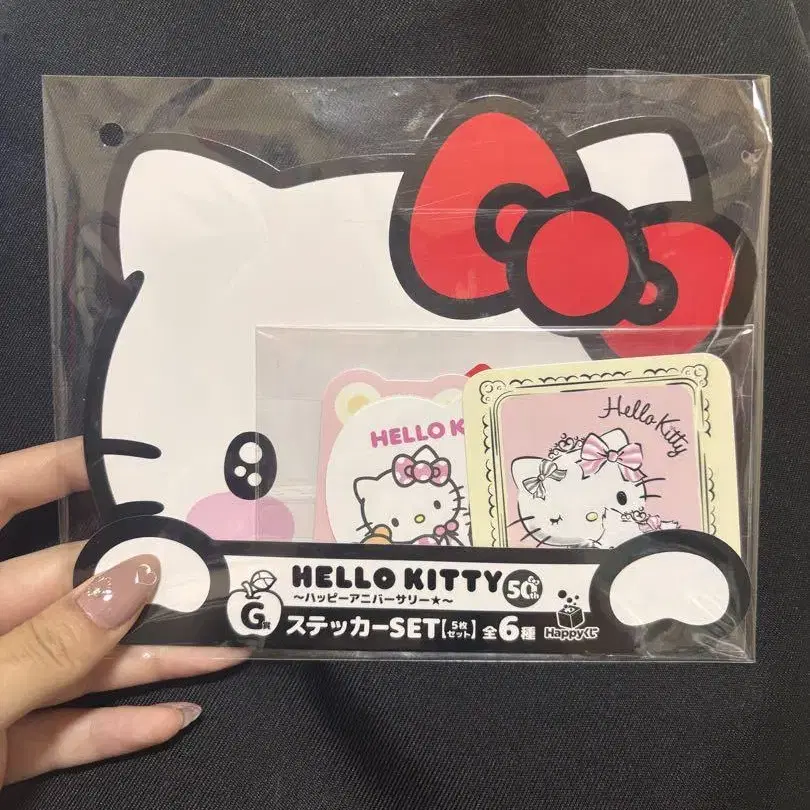 HELLO K
Hello Kitty
HELLO KITTY 50th
～ハッピーアニバーサリー★～
G賞 ステッカーSET【5枚セット】全6種 Happyくじ